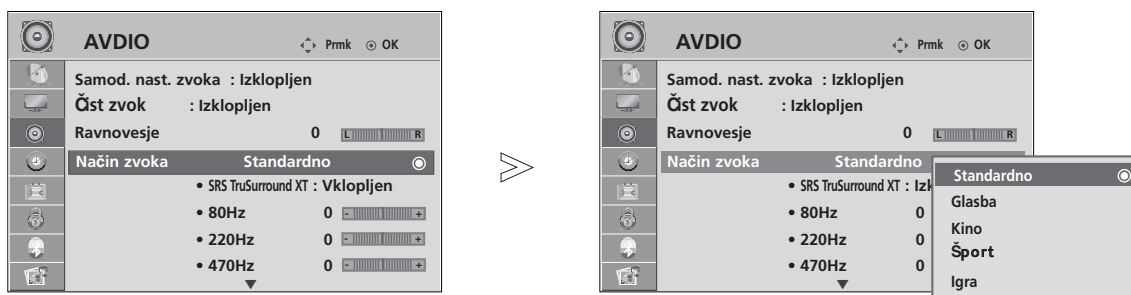 AVDIO Prmk OK
Samod. nast. zvoka : Izklopljen
Čist zvok : Izklopljen
Ravnovesje 0 L R
Način zvoka Standardno
• SRS TruSurround XT : Vklopljen
• 80Hz 0 - +
• 220Hz 0 - +
• 470Hz 0 - +
AVDIO Prmk OK
Samod. nast. zvoka : Izklopljen
Čist zvok : Izklopljen
Ravnovesje 0 L R
Način zvoka Standardno
• SRS TruSurround XT : Izk
• 80Hz 0
• 220Hz 0
• 470Hz 0
Standardno
Glasba
Kino
Šport
Igra